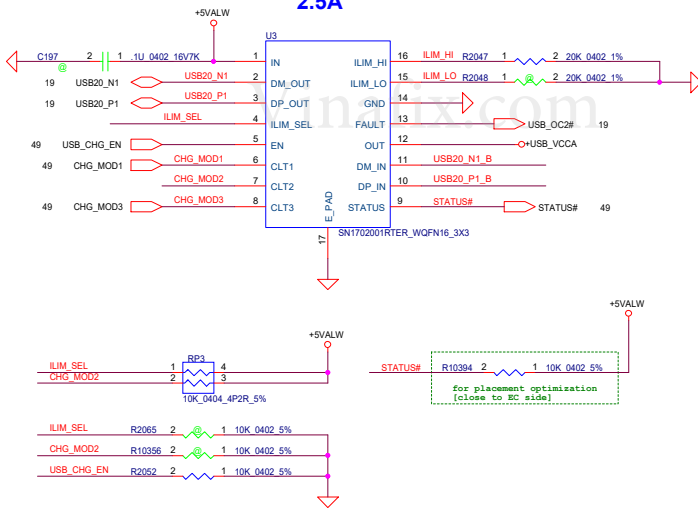 2.5A
+5VALW
C197 2 1 .1U_0402_16V7K
@
U3
1 IN ILIM_HI 16 ILIM_HI R2047 1 2 20K_0402_1%
19 USB20_N1 USB20_N1 2 DM_OUT ILIM_LO 15 ILIM_LO R2048 1 @ 2 20K_0402_1%
19 USB20_P1 USB20_P1 3 DP_OUT GND 14
ILIM_SEL 4 ILIM_SEL FAULT 13 USB_OC2# 19
49 USB_CHG_EN 5 EN OUT 12 +USB_VCCA
49 CHG_MOD1 CHG_MOD1 6 CLT1 DM_IN 11 USB20_N1_B
CHG_MOD2 7 CLT2 DP_IN 10 USB20_P1_B
49 CHG_MOD3 CHG_MOD3 8 CLT3 STATUS 9 STATUS# STATUS# 49
E_PAD
17
SN1702001RTER_WQFN16_3X3
Vinafix.com
+5VALW
RP3
ILIM_SEL 1 4
CHG_MOD2 2 3
10K_0404_4P2R_5%
+5VALW
STATUS# R10394 2 1 10K_0402_5%
for placement optimization
[close to EC side]
ILIM_SEL R2065 2 @ 1 10K_0402_5%
CHG_MOD2 R10356 2 @ 1 10K_0402_5%
USB_CHG_EN R2052 2 1 10K_0402_5%